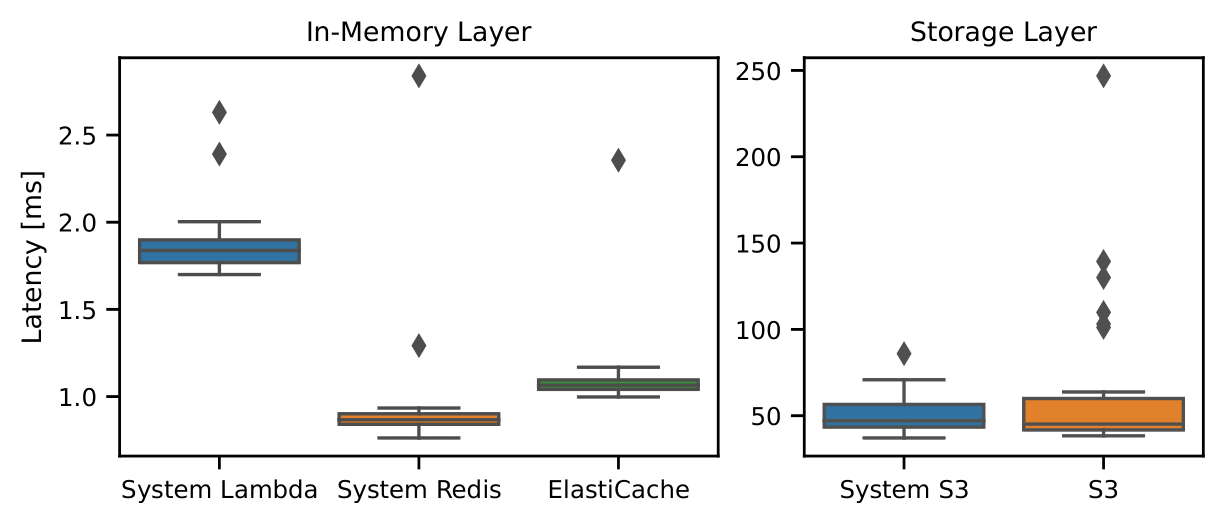 In-Memory Layer
Storage Layer
Latency [ms]
2.5
2.0
1.5
1.0
250
200
150
100
50
System Lambda
System Redis
ElastiCache
System S3
S3